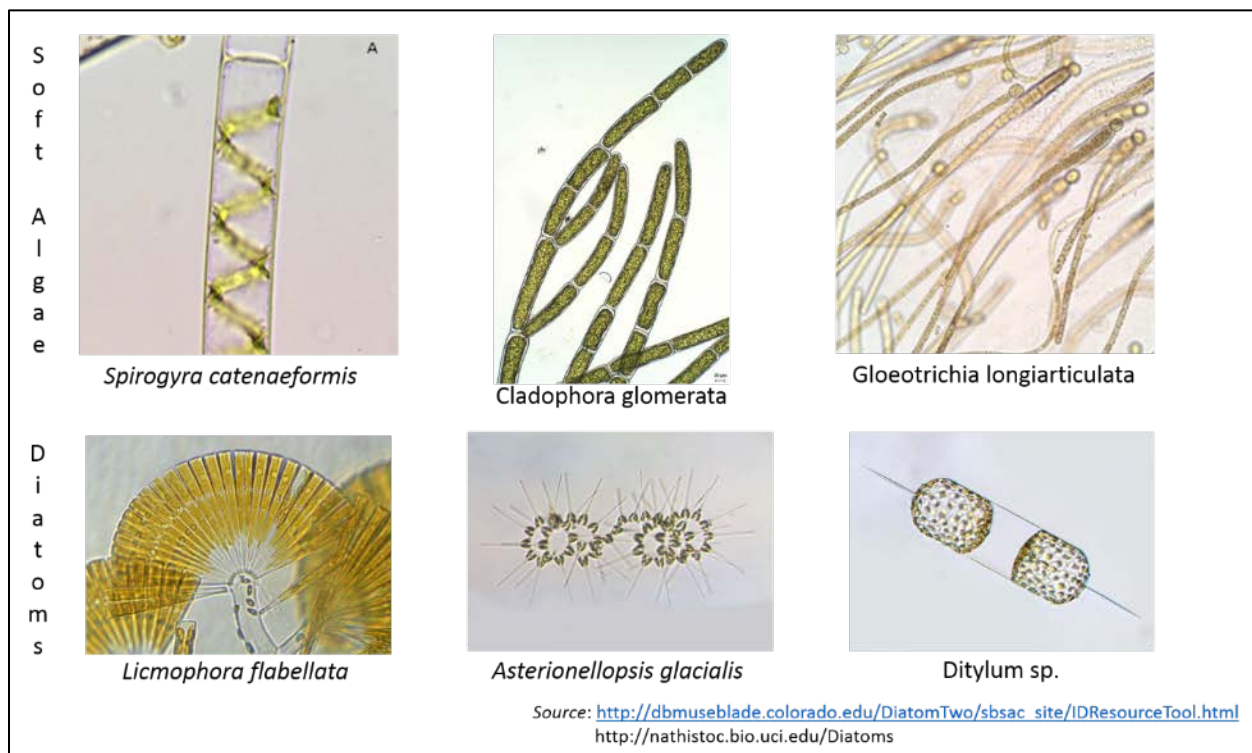 Soft Algae
A
Spirogyra catenaeformis
Cladophora glomerata
Gloeotrichia longiarticulata
Diatoms
Licmophora flabellata
Asterionellopsis glacialis
Ditylum sp.
Source: http://dbmuseblade.colorado.edu/DiatomTwo/sbsac_site/IDResourceTool.html
http://nathistoc.bio.uci.edu/Diatoms